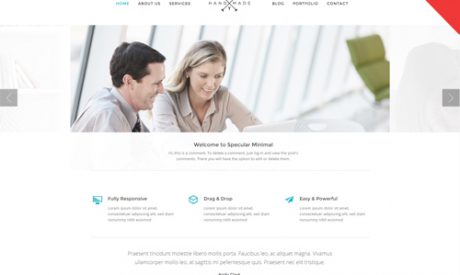 HOME ABOUT US SERVICES HAND MADE BLOG PORTFOLIO CONTACT
Welcome to Specular Minimal
Hi, this is a comment. To delete a comment, just log in and view the post's
comments. There you will have the option to edit or delete them.
Fully Responsive
Lorem ipsum dolor sit amet,
consectetuer adipiscing elit, sed diam
nonummy nibh euismod
Drag & Drop
Lorem ipsum dolor sit amet,
consectetuer adipiscing elit, sed diam
nonummy nibh euismod
Easy & Powerful
Lorem ipsum dolor sit amet,
consectetuer adipiscing elit, sed diam
nonummy nibh euismod
Praesent tincidunt molestie libero mollis porta. Faucibus leo, ac aliquet magna. Vivamus
ullamcorper mollis leo, at sagittis mi pellentesque quis. Praesent nec elit tristique.